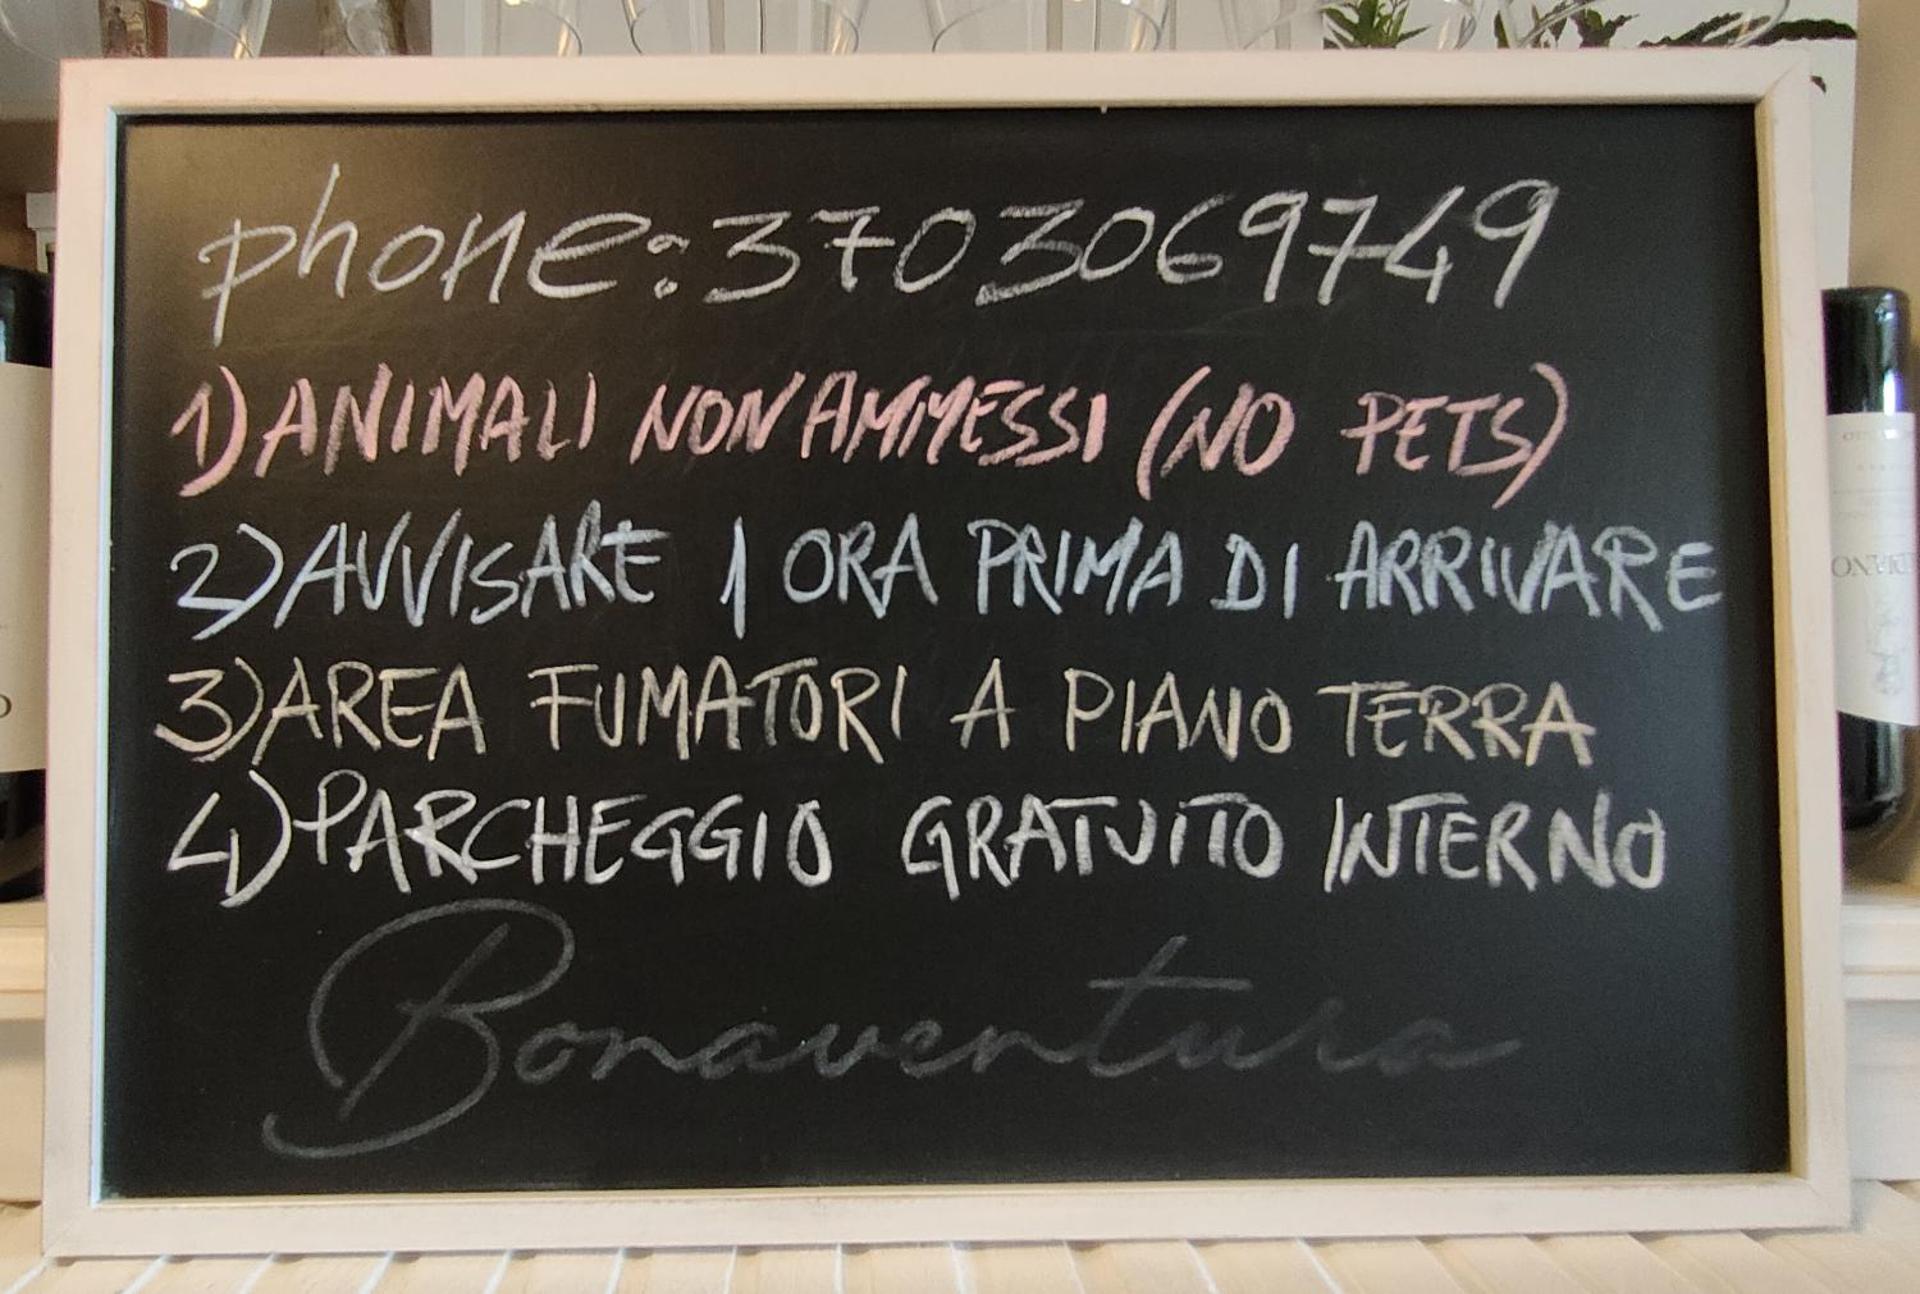 phone: 3703069749
1) ANIMALI NON AMMESSI (NO PETS)
2) AVVISARE 1 ORA PRIMA DI ARRIVARE
3) AREA FUMATORI A PIANO TERRA
4) PARCHEGGIO GRATUITO INTERNO
Bonaventura